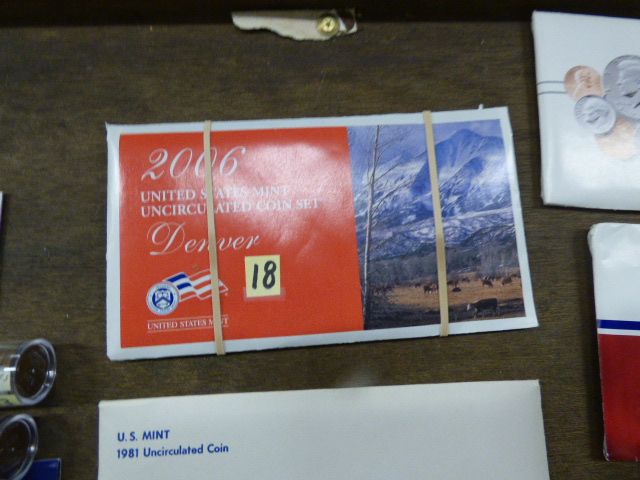 2006
UNITED STATES MINT
UNCIRCULATED COIN SET
Denver
18
UNITED STATES MINT
U.S. MINT
1981 Uncirculated Coin